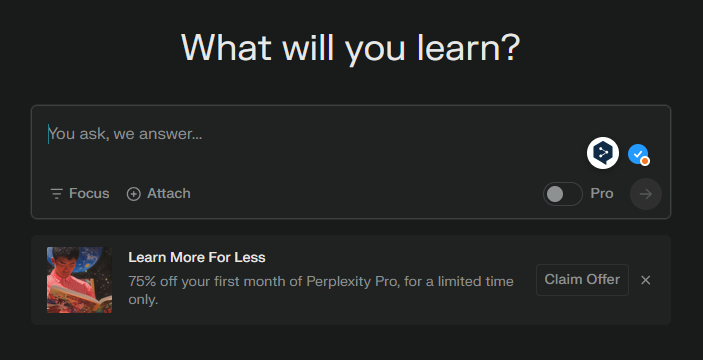 What will you learn?
You ask, we answer...
Focus
Attach
Pro
Learn More For Less
75% off your first month of Perplexity Pro, for a limited time
only.
Claim Offer